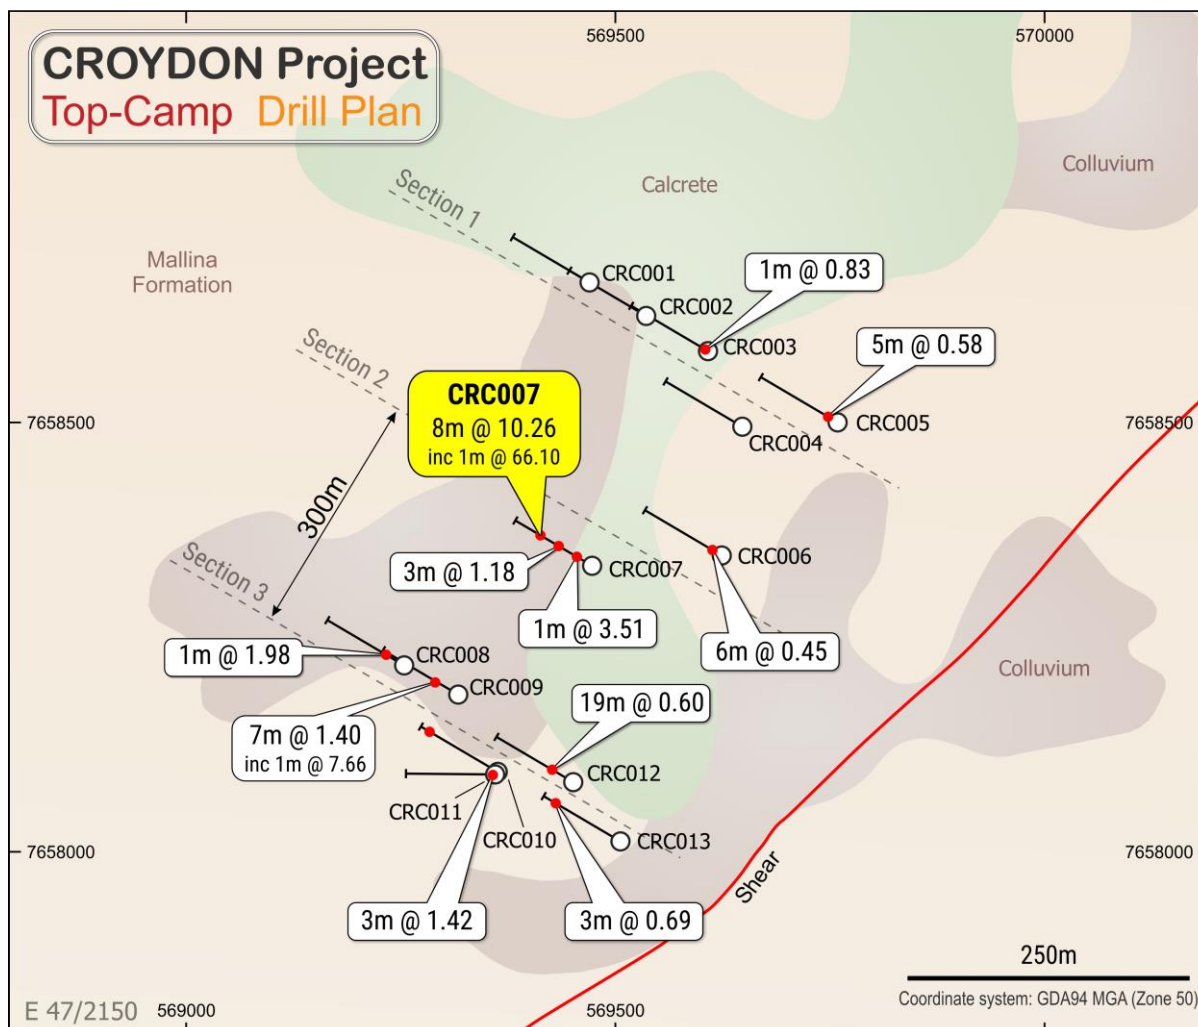 569500
570000
CROYDON Project
Top-Camp Drill Plan
Colluvium
Section 1
Calcrete
Mallina
Formation
CRC001
1m @ 0.83
CRC002
CRC003
5m @ 0.58
Section 2
CRC007
8m @ 10.26
inc 1m @ 66.10
7658500
7658500
CRC005
CRC004
300m
Section 3
3m @ 1.18
CRC007
CRC006
1m @ 3.51
6m @ 0.45
1m @ 1.98
CRC008
CRC009
Colluvium
19m @ 0.60
7m @ 1.40
inc 1m @ 7.66
CRC012
CRC011
CRC010
CRC013
7658000
7658000
Shear
3m @ 1.42
3m @ 0.69
250m
Coordinate system: GDA94 MGA (Zone 50)
E 47/2150
569000
569500